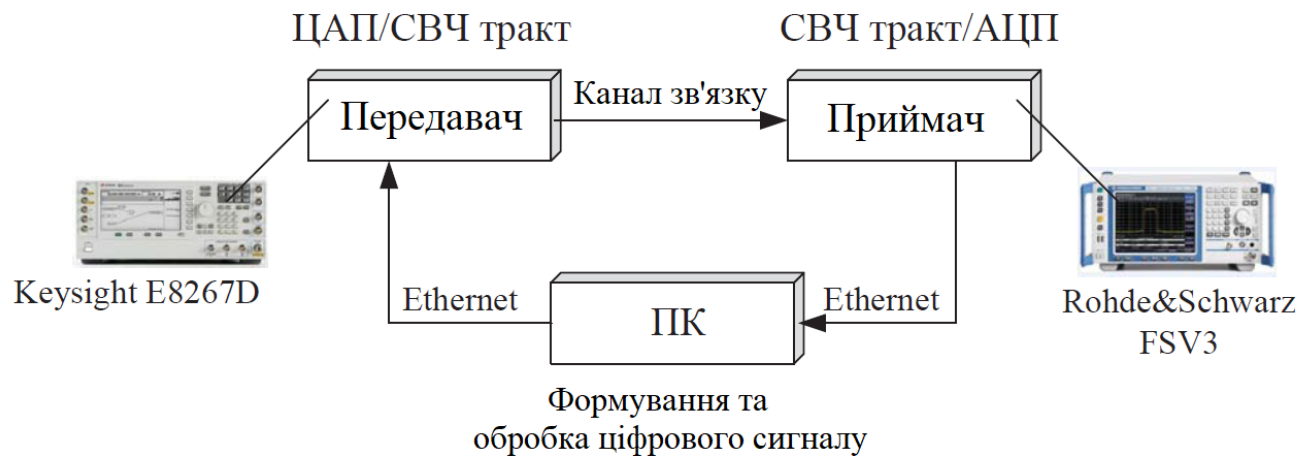 ЦАП/СВЧ тракт
СВЧ тракт/АЦП
Передавач
Канал зв'язку
Приймач
Keysight E8267D
Ethernet
ПК
Ethernet
Rohde&Schwarz
FSV3
Формування та
обробка ціфрового сигналу